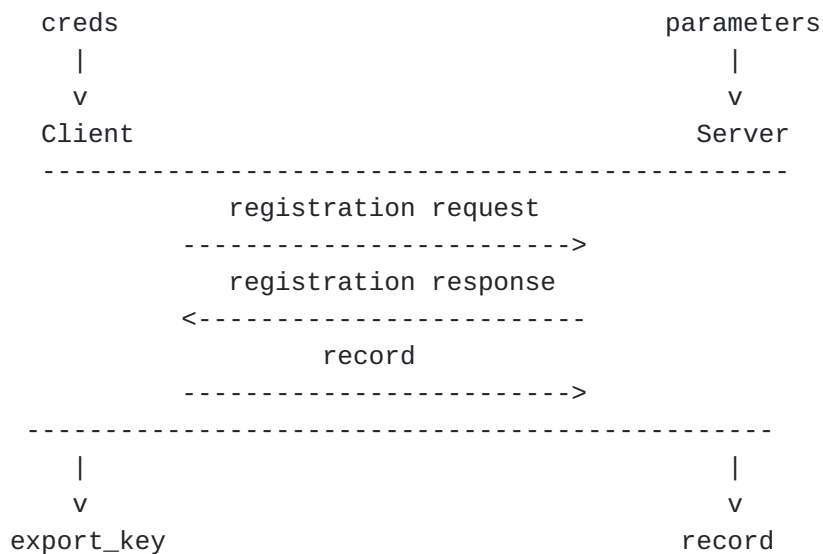 creds parameters
| |
v v
Client Server
------------------------------------------------
registration request
------------------------->
registration response
<-------------------------
record
------------------------->
------------------------------------------------
| |
v v
export_key record